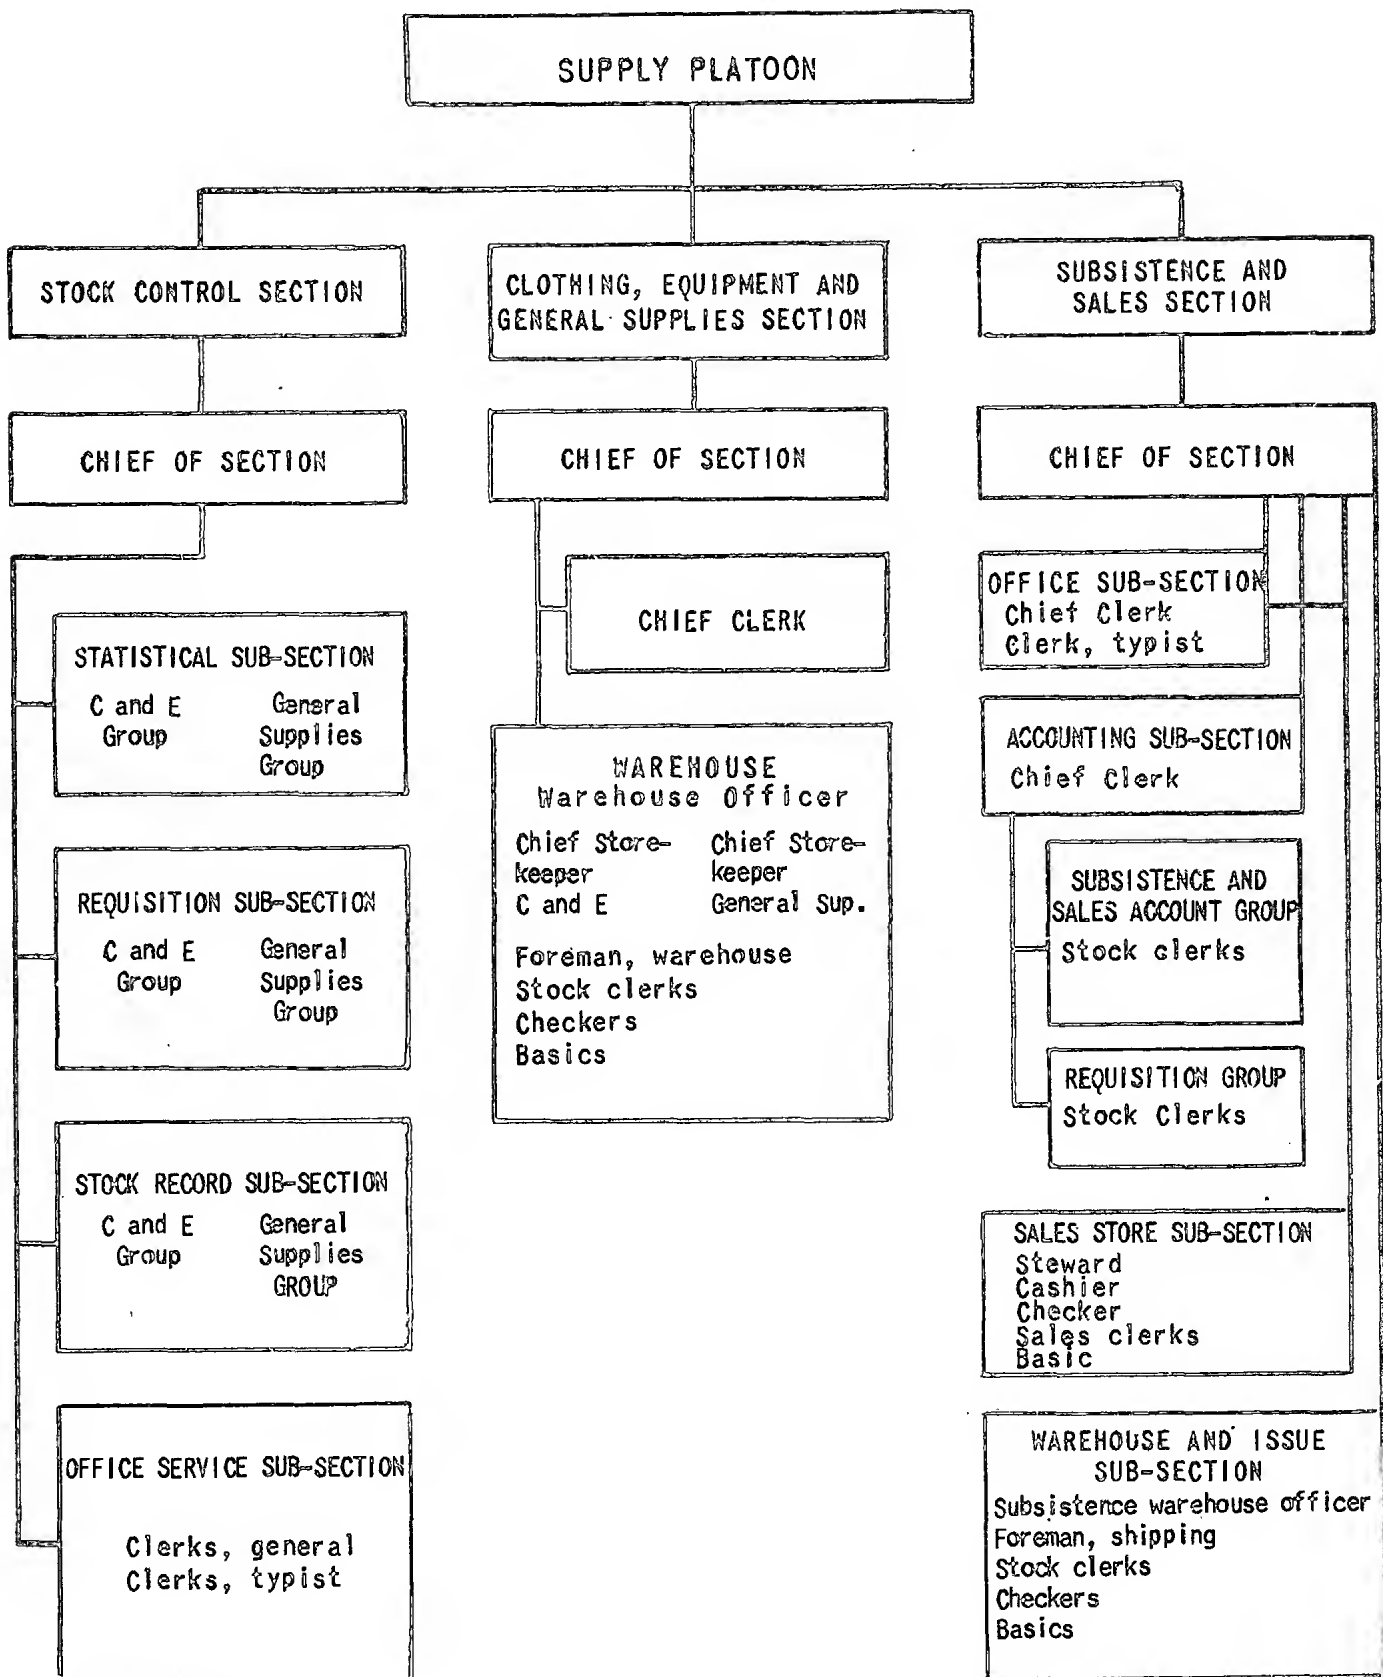 SUPPLY PLATOON
STOCK CONTROL SECTION
CLOTHING, EQUIPMENT AND
GENERAL SUPPLIES SECTION
SUBSISTENCE AND
SALES SECTION
CHIEF OF SECTION
CHIEF OF SECTION
CHIEF OF SECTION
STATISTICAL SUB-SECTION
C and E
Group
General
Supplies
Group
REQUISITION SUB-SECTION
C and E
Group
General
Supplies
Group
STOCK RECORD SUB-SECTION
C and E
Group
General
Supplies
GROUP
OFFICE SERVICE SUB-SECTION
Clerks, general
Clerks, typist
CHIEF CLERK
WAREHOUSE
Warehouse Officer
Chief Store-
keeper
C and E
Chief Store-
keeper
General Sup.
Foreman, warehouse
Stock clerks
Checkers
Basics
OFFICE SUB-SECTION
Chief Clerk
Clerk, typist
ACCOUNTING SUB-SECTION
Chief Clerk
SUBSISTENCE AND
SALES ACCOUNT GROUP
Stock clerks
REQUISITION GROUP
Stock Clerks
SALES STORE SUB-SECTION
Steward
Cashier
Checker
Sales clerks
Basic
WAREHOUSE AND ISSUE
SUB-SECTION
Subsistence warehouse officer
Foreman, shipping
Stock clerks
Checkers
Basics